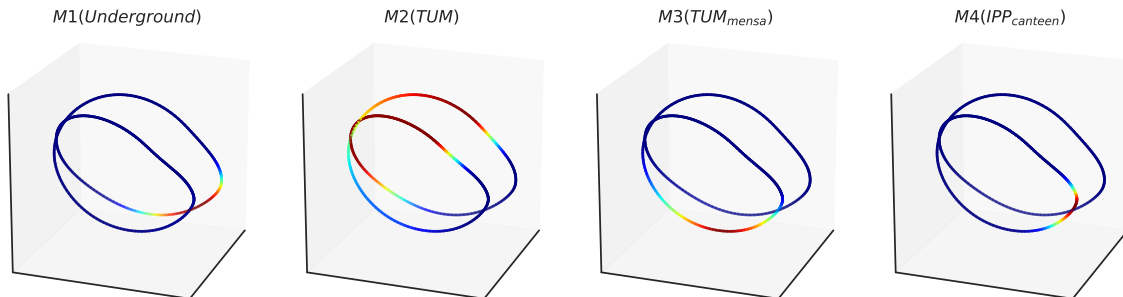 M1(Underground)
M2(TUM)
M3(TUM_mensa)
M4(IPP_canteen)